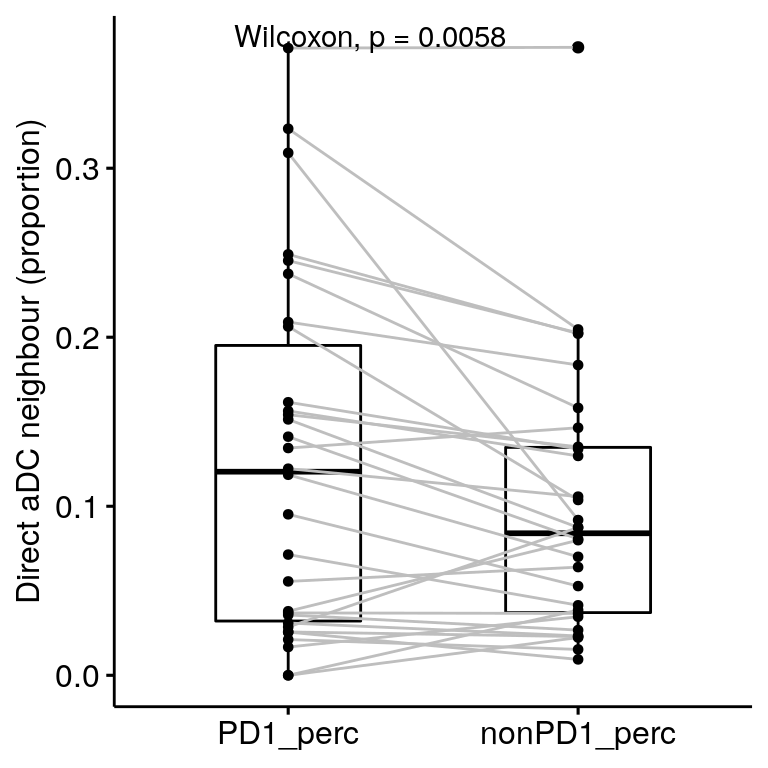 Wilcoxon, p = 0.0058
Direct aDC neighbour (proportion)
0.3
0.2
0.1
0.0
PD1_perc nonPD1_perc